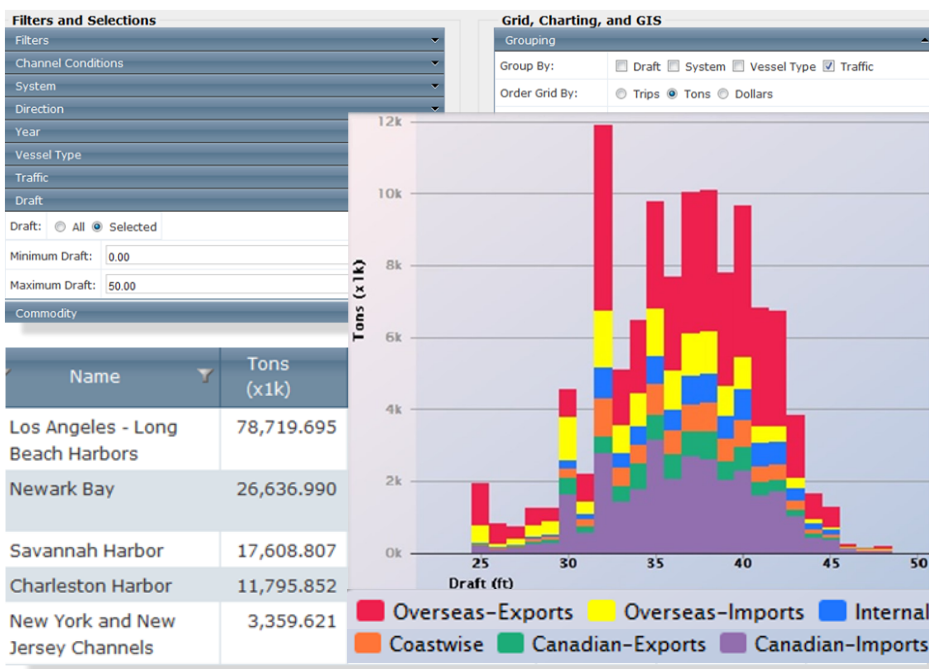 Filters and Selections
Filters
Channel Conditions
System
Direction
Year
Vessel Type
Traffic
Draft
Draft: All Selected
Minimum Draft: 0.00
Maximum Draft: 50.00
Commodity
Grid, Charting, and GIS
Grouping
Group By: Draft System Vessel Type Traffic
Order Grid By: Trips Tons Dollars
Name Tons (x1k)
Los Angeles - Long
Beach Harbors 78,719.695
Newark Bay 26,636.990
Savannah Harbor 17,608.807
Charleston Harbor 11,795.852
New York and New
Jersey Channels 3,359.621
Tons (x1k)
12k
10k
8k
6k
4k
2k
0k
25 30 35 40 45 50
Draft (ft)
Overseas-Exports Overseas-Imports Internal
Coastwise Canadian-Exports Canadian-Imports